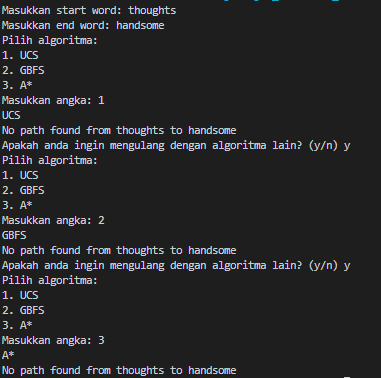 Masukkan start word: thoughts
Masukkan end word: handsome
Pilih algoritma:
1. UCS
2. GBFS
3. A*
Masukkan angka: 1
UCS
No path found from thoughts to handsome
Apakah anda ingin mengulang dengan algoritma lain? (y/n) y
Pilih algoritma:
1. UCS
2. GBFS
3. A*
Masukkan angka: 2
GBFS
No path found from thoughts to handsome
Apakah anda ingin mengulang dengan algoritma lain? (y/n) y
Pilih algoritma:
1. UCS
2. GBFS
3. A*
Masukkan angka: 3
A*
No path found from thoughts to handsome